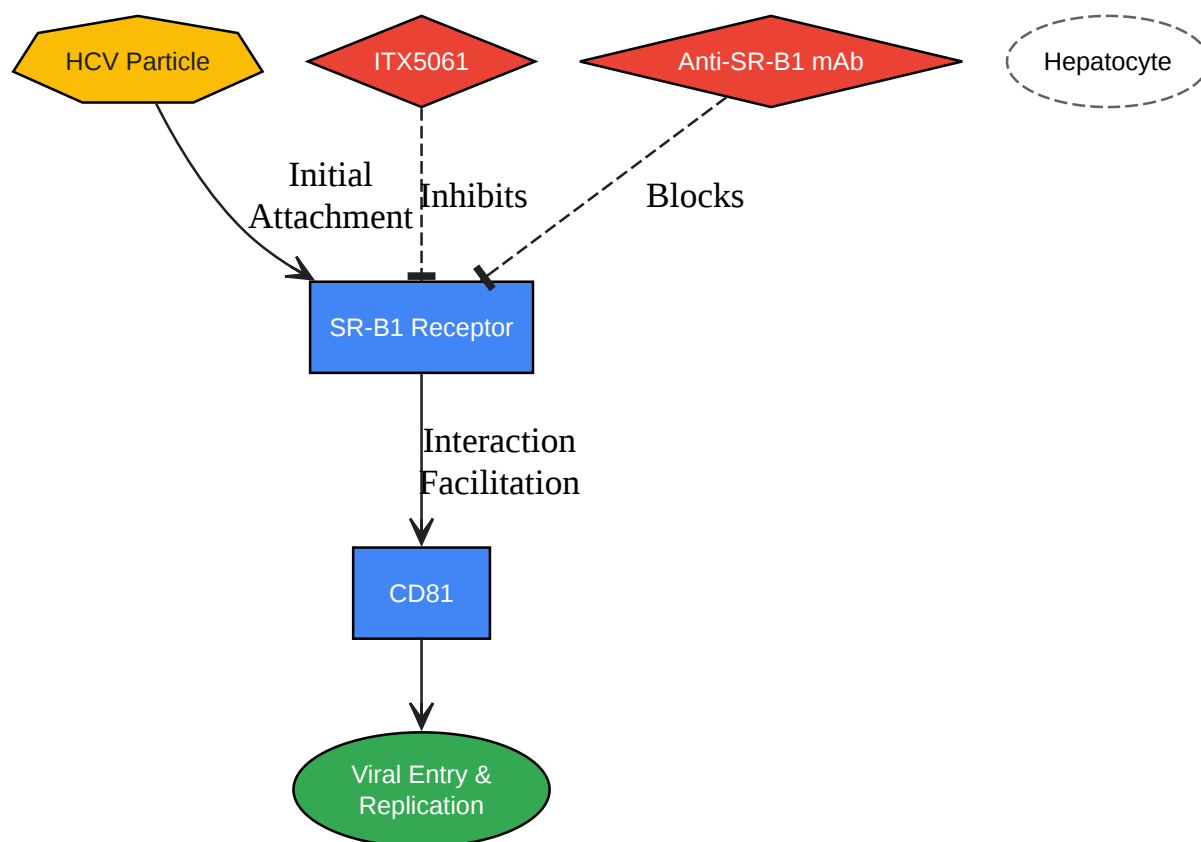 HCV Particle
ITX5061
Anti-SR-B1 mAb
Hepatocyte
Initial
Attachment
Inhibits
Blocks
SR-B1 Receptor
Interaction
Facilitation
CD81
Viral Entry &
Replication